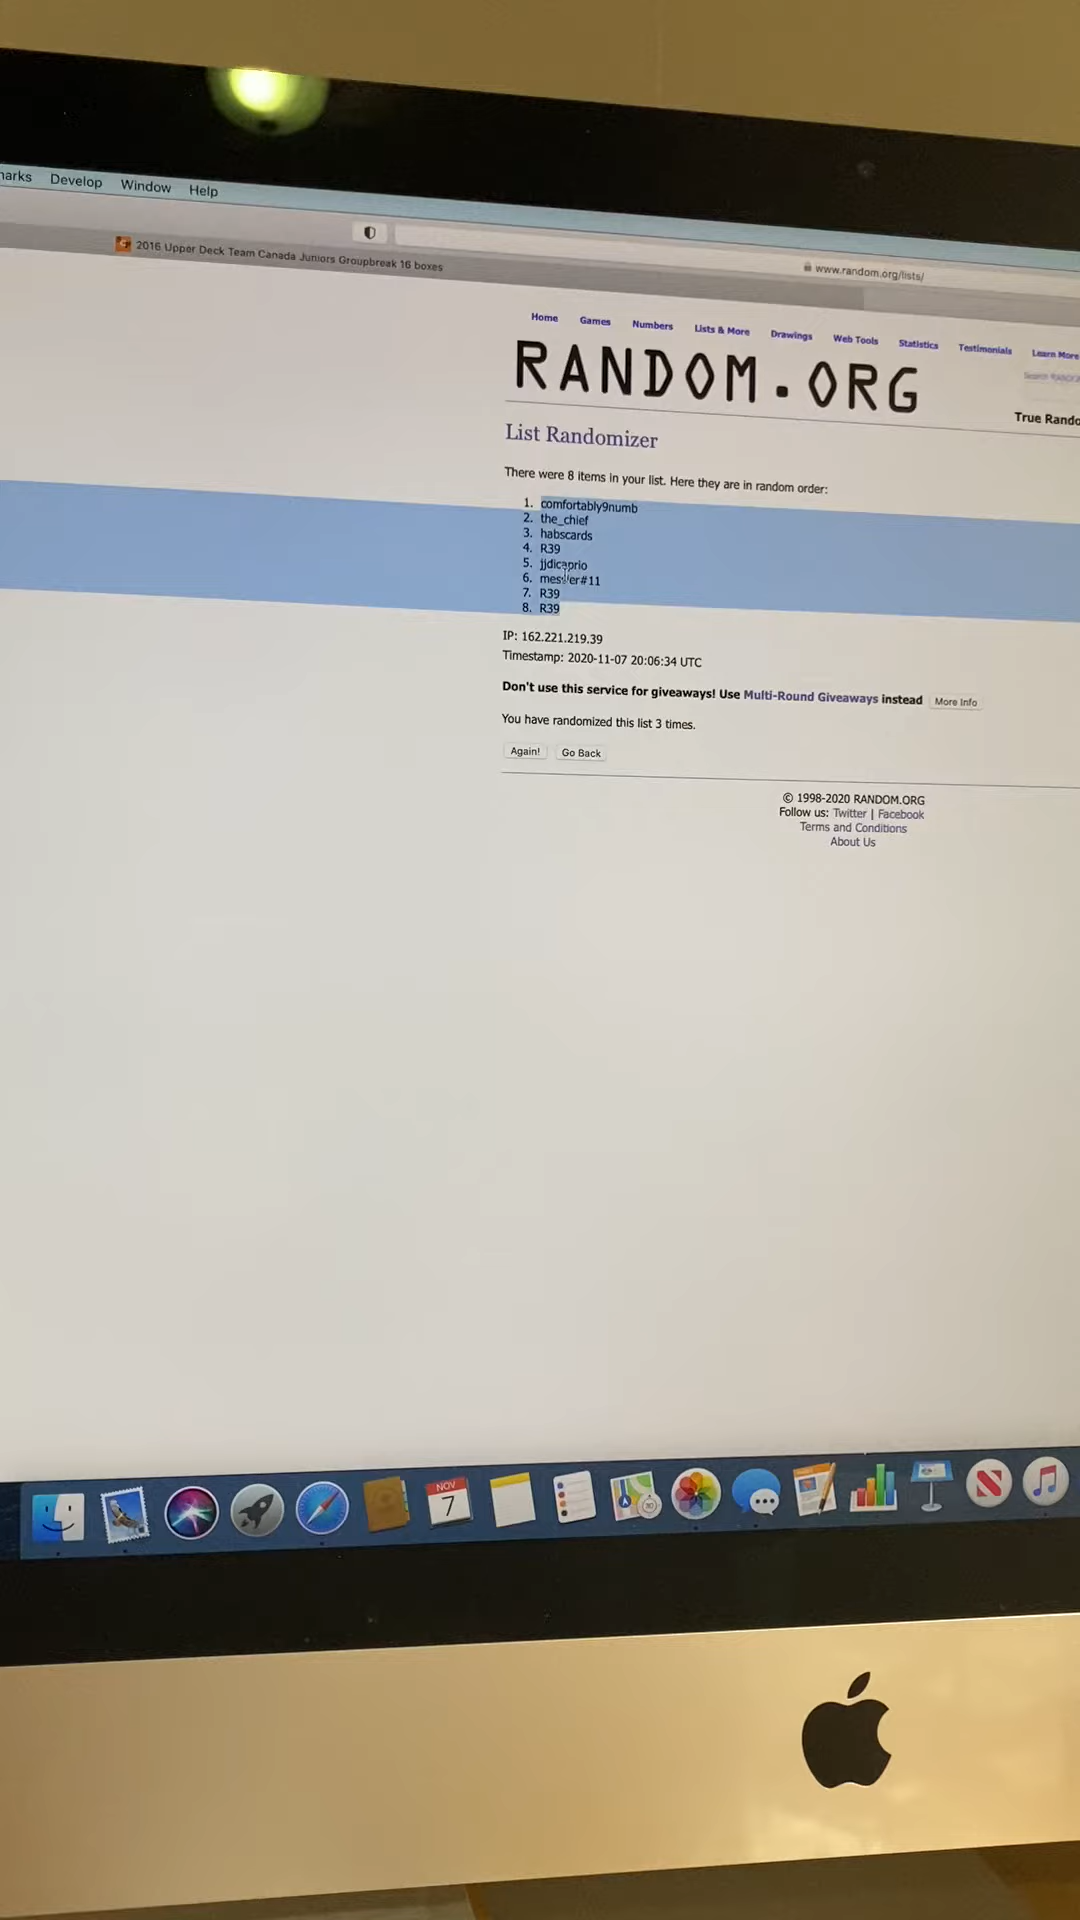 Develop Window Help
2016 Upper Deck Team Canada Juniors Groupbreak 16 boxes
www.random.org/lists/
Home Games Numbers Lists & More Drawings Web Tools Statistics Testimonials Learn More
RANDOM.ORG
True
List Randomizer
There were 8 items in your list. Here they are in random order:
1. comfortably9numb
2. the_chief
3. habscards
4. R39
5. jjdicaprio
6. messier#11
7. R39
8. R39
IP: 162.221.219.39
Timestamp: 2020-11-07 20:06:34 UTC
Don't use this service for giveaways! Use Multi-Round Giveaways instead More Info
You have randomized this list 3 times.
Again! Go Back
© 1998-2020 RANDOM.ORG
Follow us: Twitter | Facebook
Terms and Conditions
About Us
NOV
7